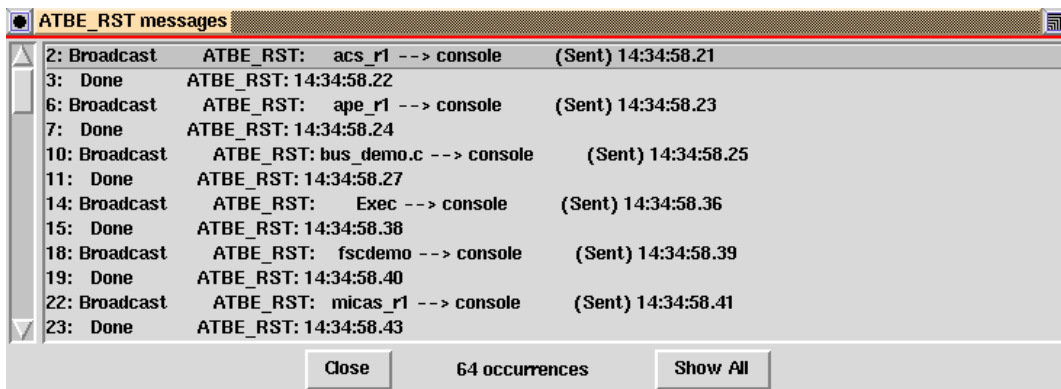 ATBE_RST messages
2: Broadcast ATBE_RST: acs_r1 --> console (Sent) 14:34:58.21
3: Done ATBE_RST: 14:34:58.22
6: Broadcast ATBE_RST: ape_r1 --> console (Sent) 14:34:58.23
7: Done ATBE_RST: 14:34:58.24
10: Broadcast ATBE_RST: bus_demo.c --> console (Sent) 14:34:58.25
11: Done ATBE_RST: 14:34:58.27
14: Broadcast ATBE_RST: Exec --> console (Sent) 14:34:58.36
15: Done ATBE_RST: 14:34:58.38
18: Broadcast ATBE_RST: fscdemo --> console (Sent) 14:34:58.39
19: Done ATBE_RST: 14:34:58.40
22: Broadcast ATBE_RST: micas_r1 --> console (Sent) 14:34:58.41
23: Done ATBE_RST: 14:34:58.43
Close 64 occurrences Show All